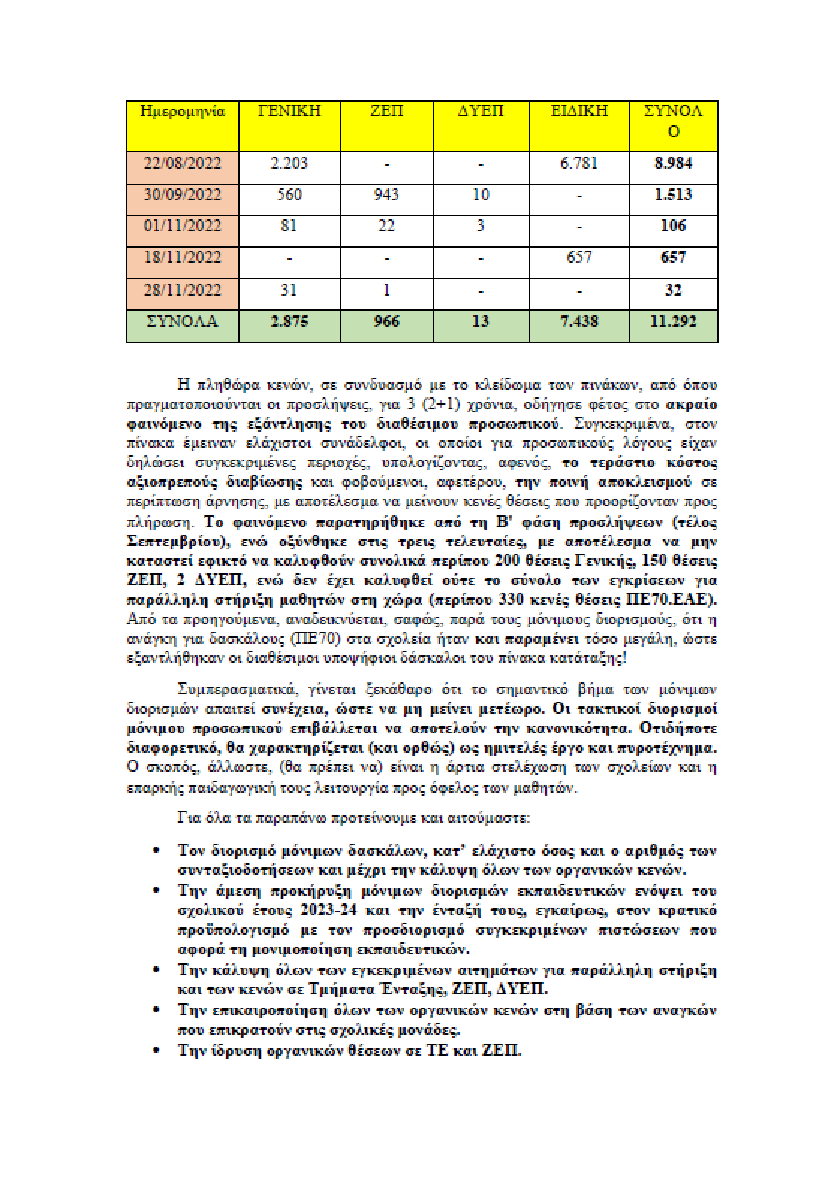 Ημερομηνία ΓΕΝΙΚΗ ΖΕΠ ΔΥΕΠ ΕΙΔΙΚΗ ΣΥΝΟΛ
Ο
22/08/2022 2.203 - - 6.781 8.984
30/09/2022 560 943 10 - 1.513
01/11/2022 81 22 3 - 106
18/11/2022 - - - 657 657
28/11/2022 31 1 - - 32
ΣΥΝΟΛΑ 2.875 966 13 7.438 11.292
Η πληθώρα κενών, σε συνδυασμό με το κλείδωμα των πινάκων, από όπου
πραγματοποιούνται οι προσλήψεις, για 3 (2+1) χρόνια, οδήγησε φέτος στο ακραίο
φαινόμενο της εξάντλησης του διαθέσιμου προσωπικού. Συγκεκριμένα, στον
πίνακα έμειναν ελάχιστοι συνάδελφοι, οι οποίοι για προσωπικούς λόγους είχαν
δηλώσει συγκεκριμένες περιοχές, υπολογίζοντας, αφενός, το τεράστιο κόστος
αξιοπρεπούς διαβίωσης και φοβούμενοι, αφετέρου, την ποινή αποκλεισμού σε
περίπτωση άρνησης, με αποτέλεσμα να μείνουν κενές θέσεις που προορίζονταν προς
πλήρωση. Το φαινόμενο παρατηρήθηκε από τη Β' φάση προσλήψεων (τέλος
Σεπτεμβρίου), ενώ οξύνθηκε στις τρεις τελευταίες, με αποτέλεσμα να μην
καταστεί εφικτό να καλυφθούν συνολικά περίπου 200 θέσεις Γενικής, 150 θέσεις
ΖΕΠ, 2 ΔΥΕΠ, ενώ δεν έχει καλυφθεί ούτε το σύνολο των εγκρίσεων για
παράλληλη στήριξη μαθητών στη χώρα (περίπου 330 κενές θέσεις ΠΕ70.ΕΑΕ).
Από τα προηγούμενα, αναδεικνύεται, σαφώς, παρά τους μόνιμους διορισμούς, ότι η
ανάγκη για δασκάλους (ΠΕ70) στα σχολεία ήταν και παραμένει τόσο μεγάλη, ώστε
εξαντλήθηκαν οι διαθέσιμοι υποψήφιοι δάσκαλοι του πίνακα κατάταξης!
Συμπερασματικά, γίνεται ξεκάθαρο ότι το σημαντικό βήμα των μόνιμων
διορισμών απαιτεί συνέχεια, ώστε να μη μείνει μετέωρο. Οι τακτικοί διορισμοί
μόνιμου προσωπικού επιβάλλεται να αποτελούν την κανονικότητα. Οτιδήποτε
διαφορετικό, θα χαρακτηρίζεται (και ορθώς) ως ημιτελές έργο και πυροτέχνημα.
Ο σκοπός, άλλωστε, (θα πρέπει να) είναι η άρτια στελέχωση των σχολείων και η
επαρκής παιδαγωγική τους λειτουργία προς όφελος των μαθητών.
Για όλα τα παραπάνω προτείνουμε και αιτούμαστε:
• Τον διορισμό μόνιμων δασκάλων, κατ’ ελάχιστο όσος και ο αριθμός των
συνταξιοδοτήσεων και μέχρι την κάλυψη όλων των οργανικών κενών.
• Την άμεση προκήρυξη μόνιμων διορισμών εκπαιδευτικών ενόψει του
σχολικού έτους 2023-24 και την ένταξή τους, εγκαίρως, στον κρατικό
προϋπολογισμό με τον προσδιορισμό συγκεκριμένων πιστώσεων που
αφορά τη μονιμοποίηση εκπαιδευτικών.
• Την κάλυψη όλων των εγκεκριμένων αιτημάτων για παράλληλη στήριξη
και των κενών σε Τμήματα Ένταξης, ΖΕΠ, ΔΥΕΠ.
• Την επικαιροποίηση όλων των οργανικών κενών στη βάση των αναγκών
που επικρατούν στις σχολικές μονάδες.
• Την ίδρυση οργανικών θέσεων σε ΤΕ και ΖΕΠ.